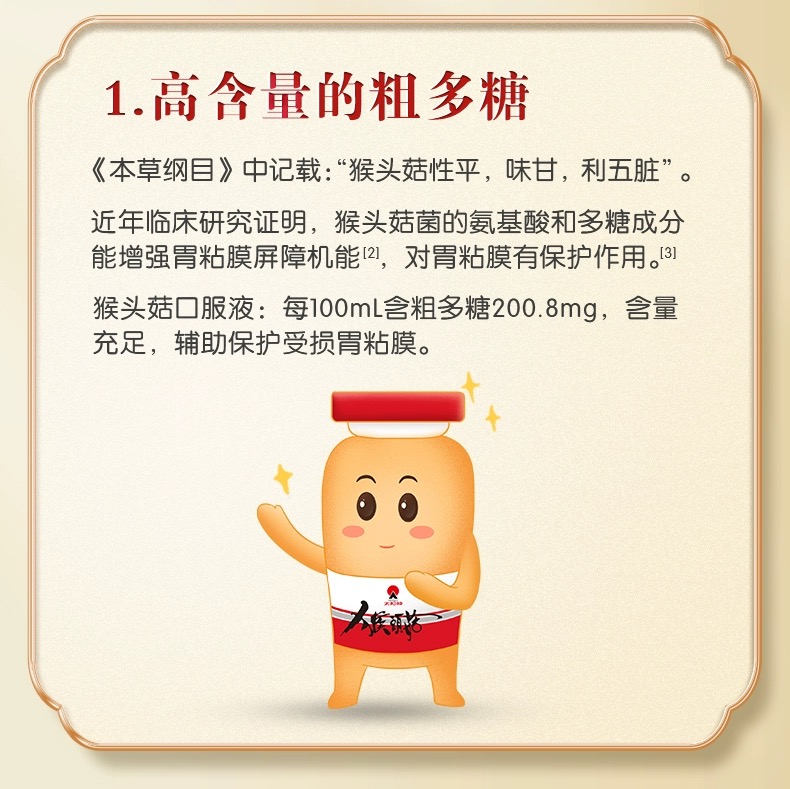 1.高含量的粗多糖
《本草纲目》中记载：“猴头菇性平，味甘，利五脏”。
近年临床研究证明，猴头菇菌的氨基酸和多糖成分
能增强胃粘膜屏障机能[2]，对胃粘膜有保护作用。[3]
猴头菇口服液：每100mL含粗多糖200.8mg，含量
充足，辅助保护受损胃粘膜。